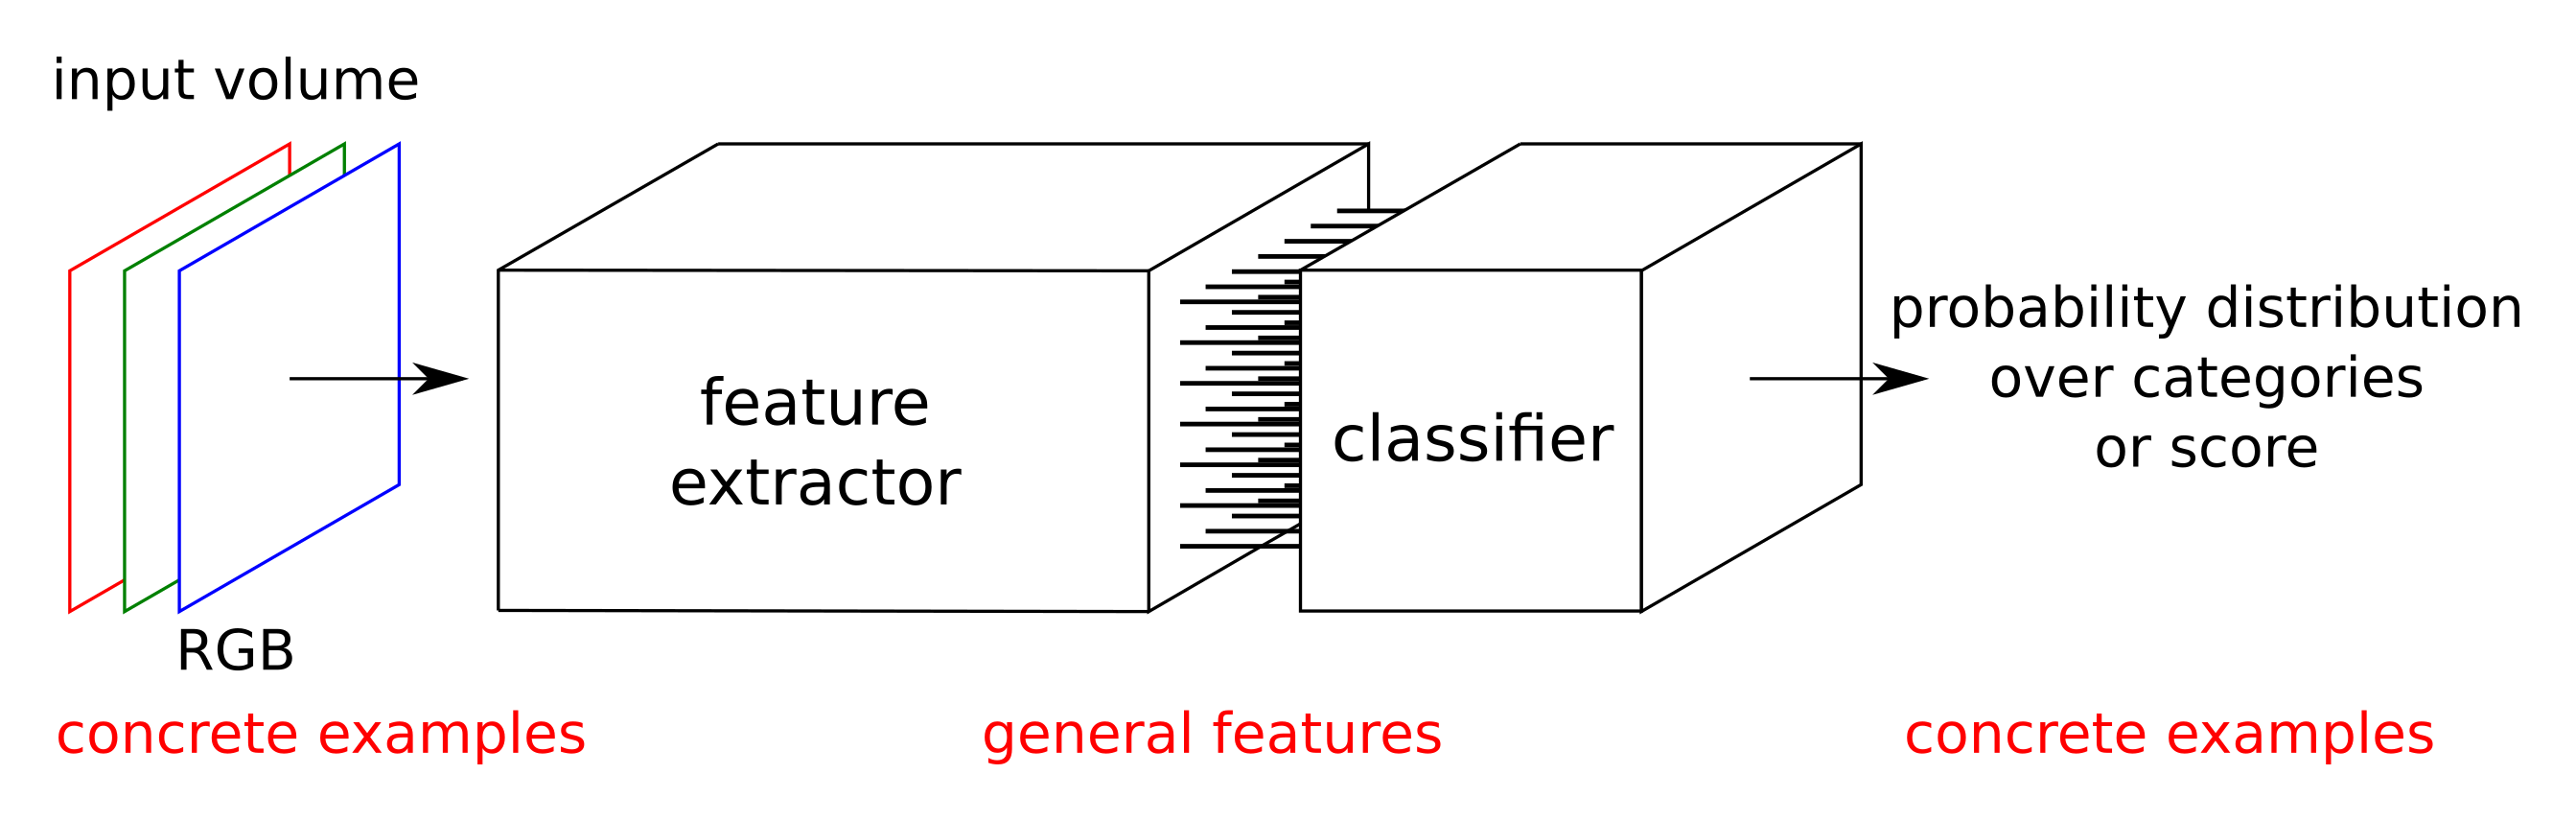 input volume
RGB
feature
extractor
classifier
probability distribution
over categories
or score
concrete examples
general features
concrete examples